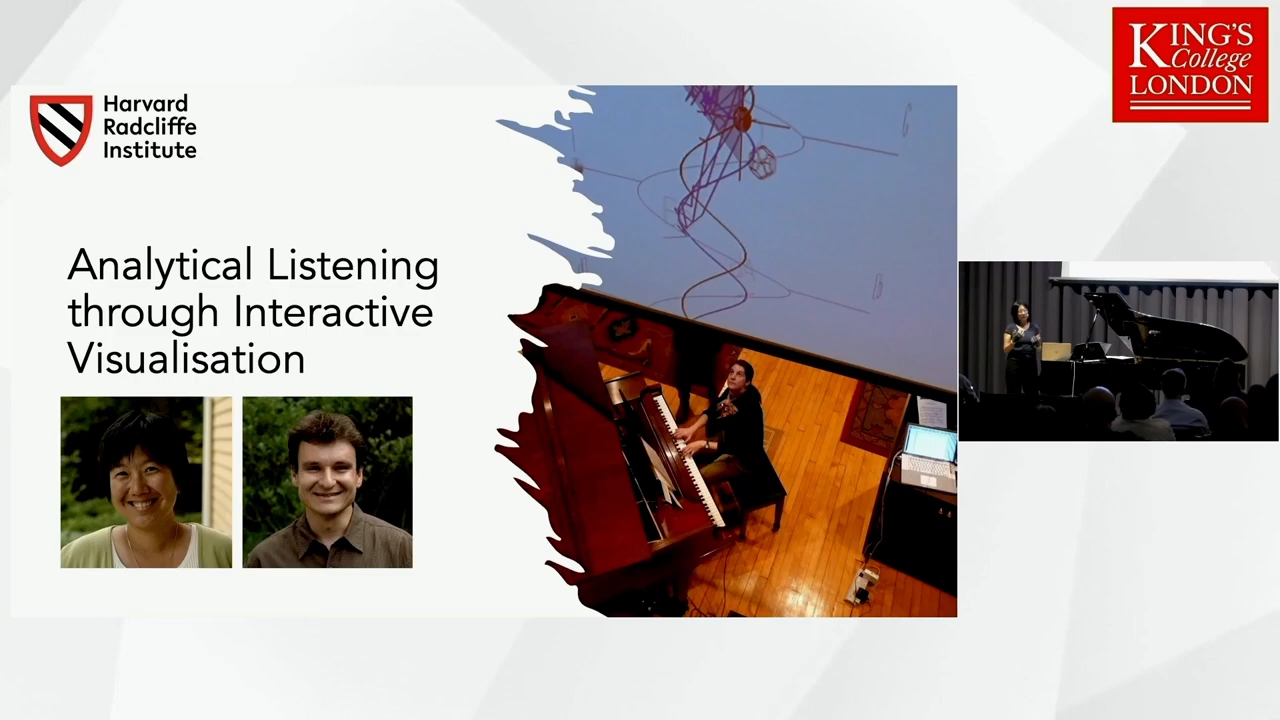 KING'S
College
LONDON
Harvard
Radcliffe
Institute
Analytical Listening
through Interactive
Visualisation